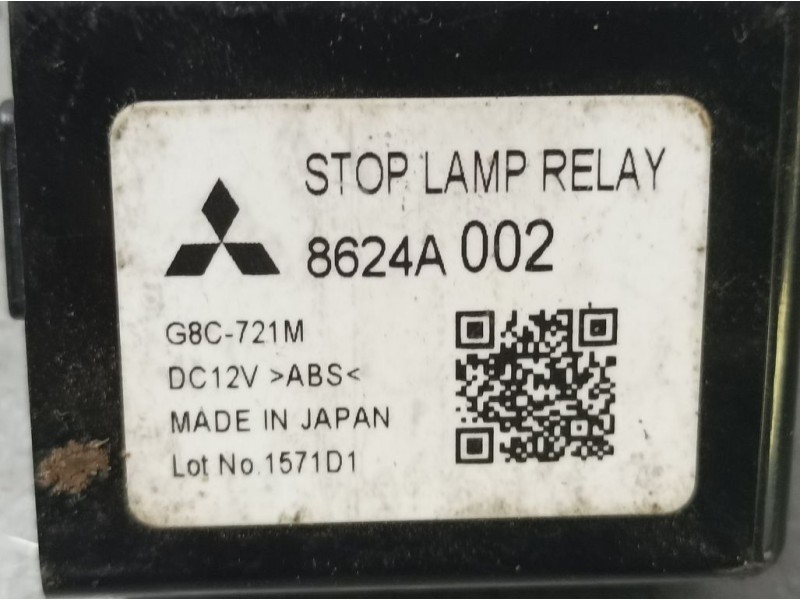 STOP LAMP RELAY
8624A 002
G8C-721M
DC12V >ABS<
MADE IN JAPAN
Lot No.1571D1